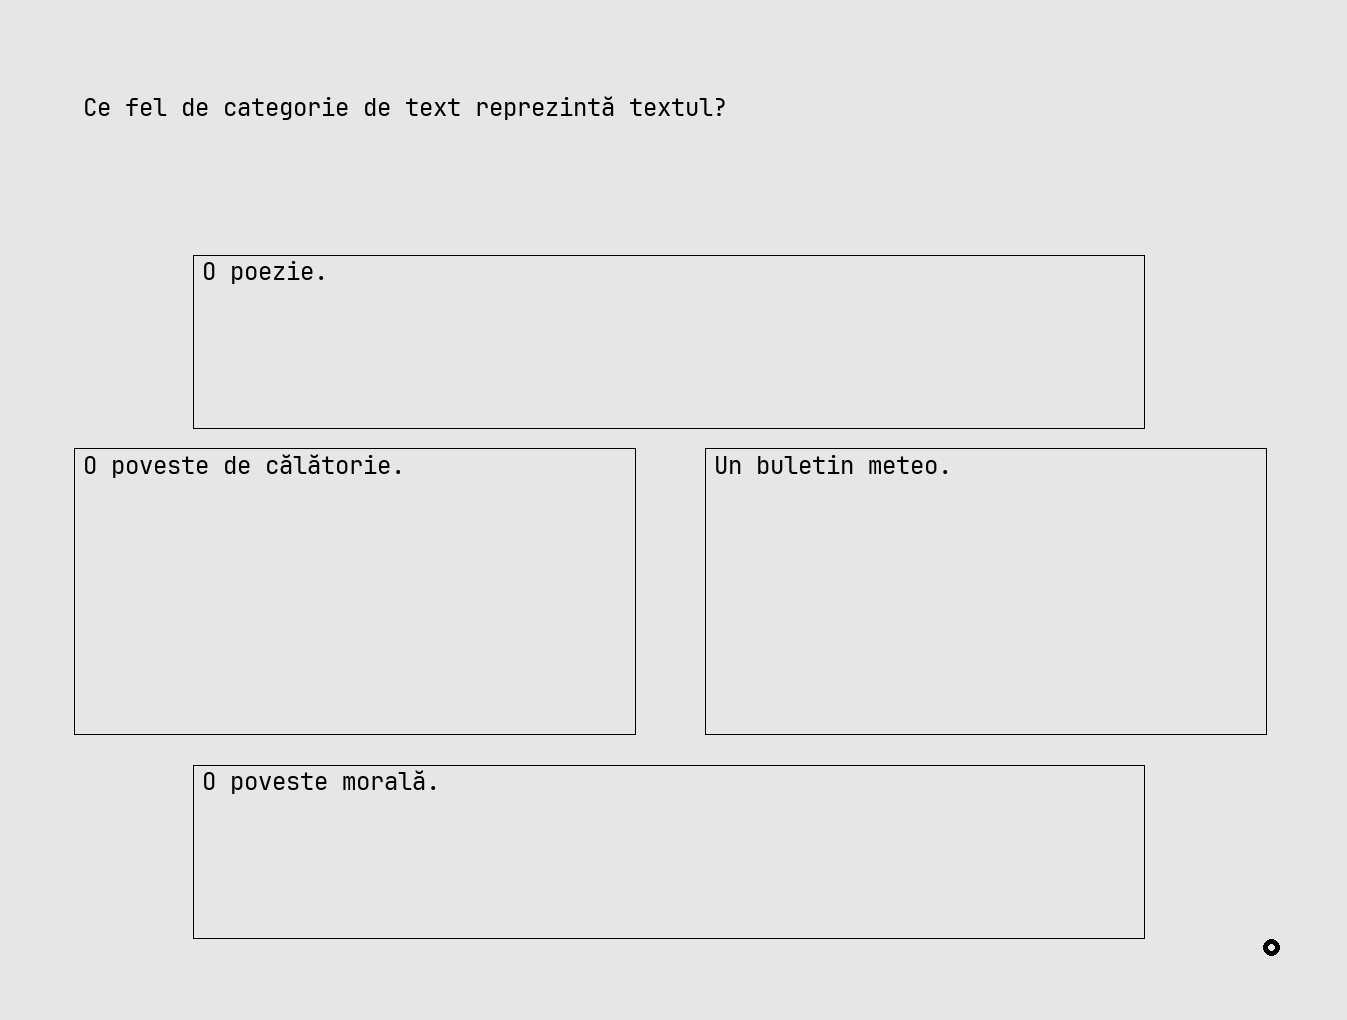 Ce fel de categorie de text reprezintă textul?
O poezie.
O poveste de călătorie.
Un buletin meteo.
O poveste morală.